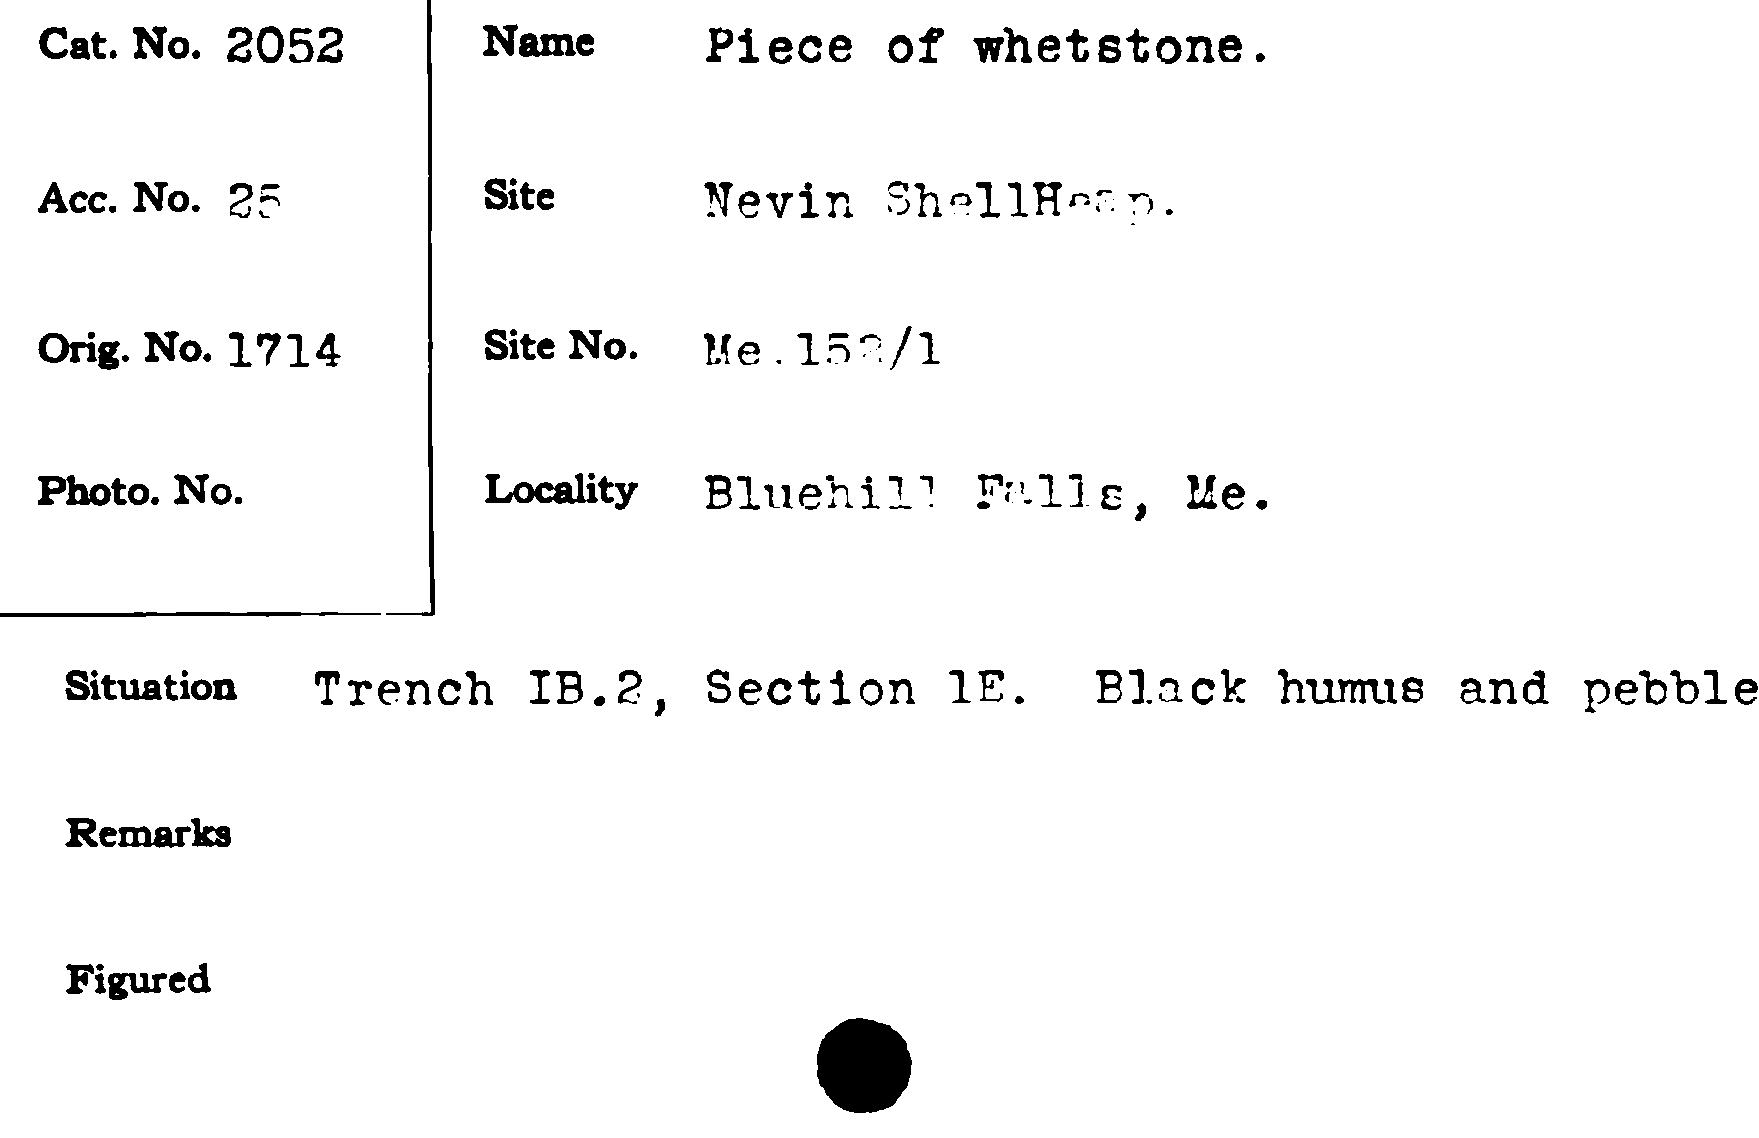 Cat. No. 2052
Name Piece of whetstone.
Acc. No. 25
Site Nevin ShellHeap.
Orig. No. 1714
Site No. Me.152/1
Photo. No.
Locality Bluehill Falls, Me.
Situation Trench IB.2, Section 1E. Black humus and pebble
Remarks
Figured